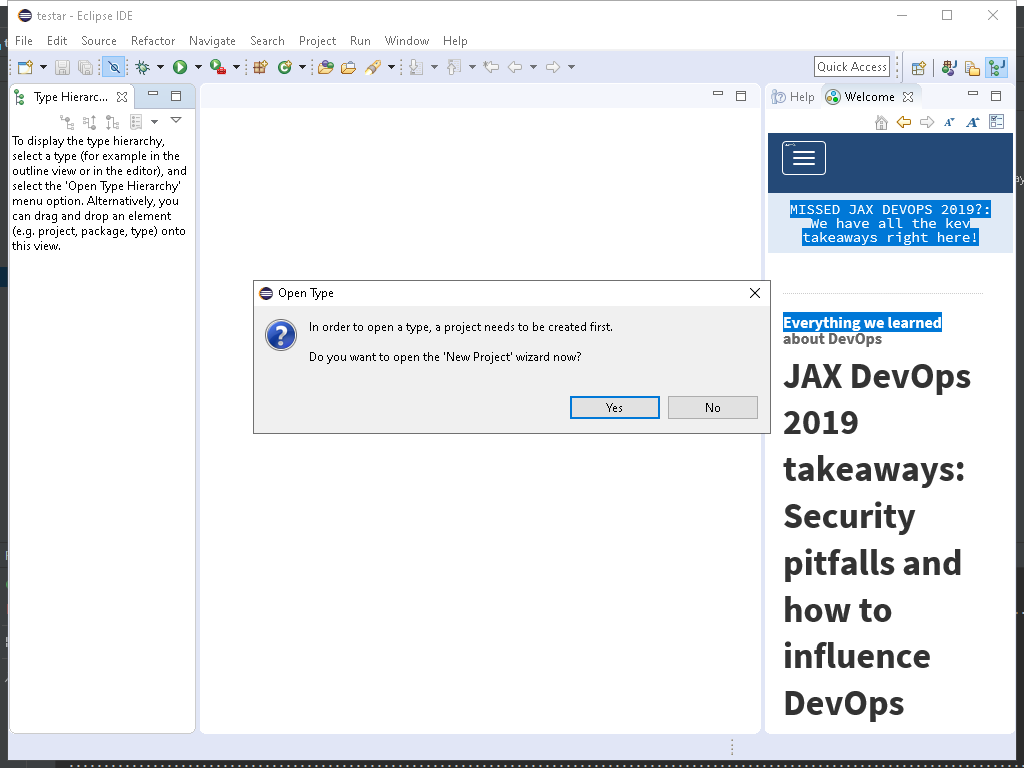 testar - Eclipse IDE
File Edit Source Refactor Navigate Search Project Run Window Help
Quick Access
Type Hierarc...
Help Welcome
To display the type hierarchy,
select a type (for example in the
outline view or in the editor), and
select the 'Open Type Hierarchy'
menu option. Alternatively, you
can drag and drop an element
(e.g. project, package, type) onto
this view.
MISSED JAX DEVOPS 2019?:
We have all the key
takeaways right here!
Everything we learned
about DevOps
JAX DevOps
2019
takeaways:
Security
pitfalls and
how to
influence
DevOps
Open Type
In order to open a type, a project needs to be created first.
Do you want to open the 'New Project' wizard now?
Yes No